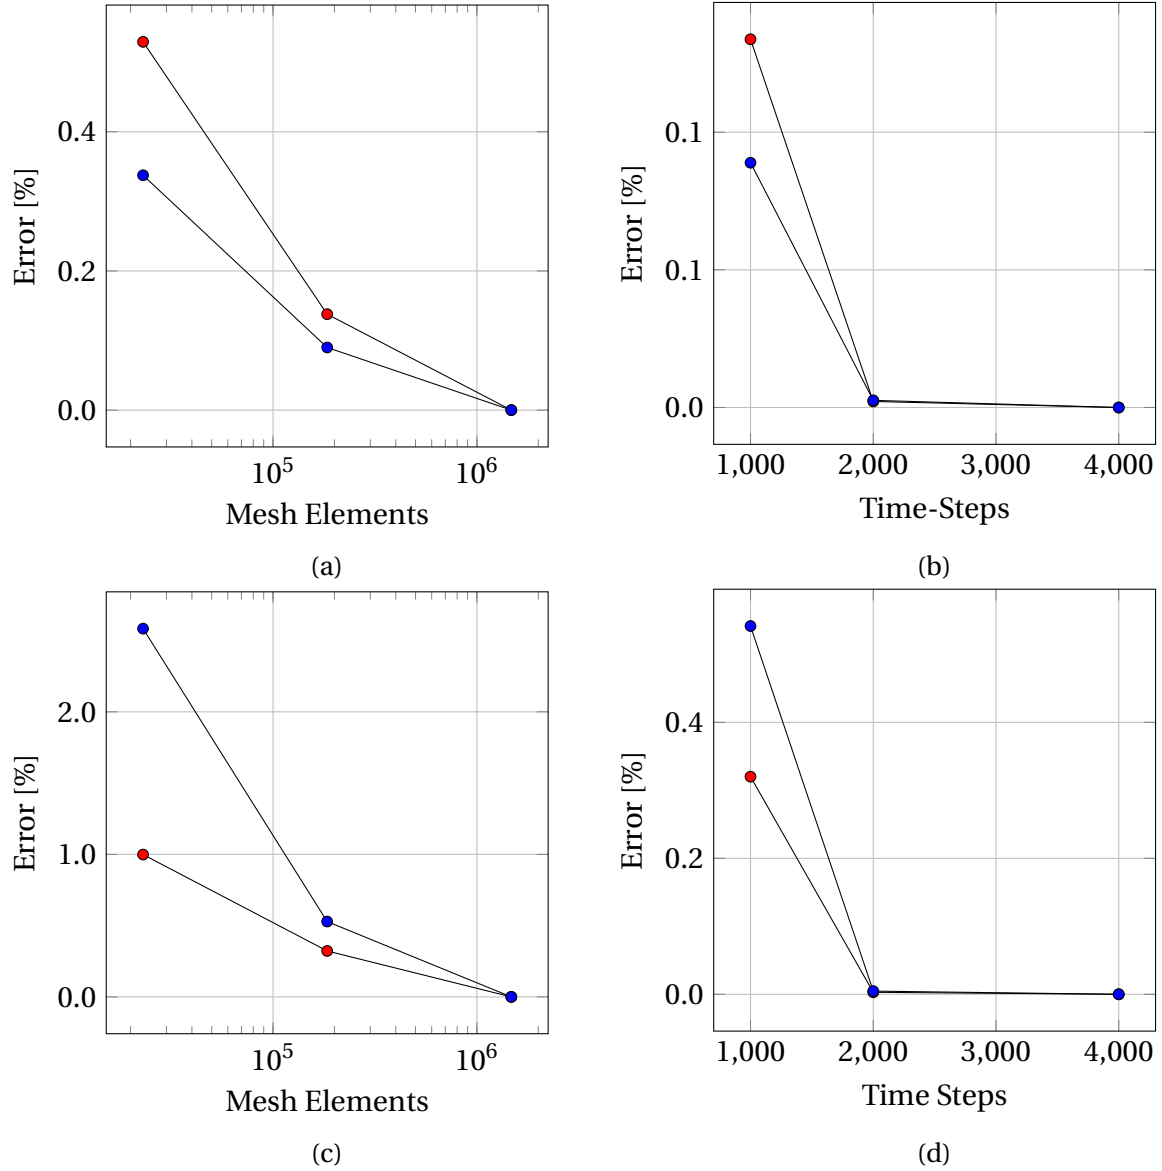 Error [%]
0.4
0.2
0.0
10^5 10^6
Mesh Elements
(a)
Error [%]
0.1
0.1
0.0
1,000 2,000 3,000 4,000
Time-Steps
(b)
Error [%]
2.0
1.0
0.0
10^5 10^6
Mesh Elements
(c)
Error [%]
0.4
0.2
0.0
1,000 2,000 3,000 4,000
Time Steps
(d)